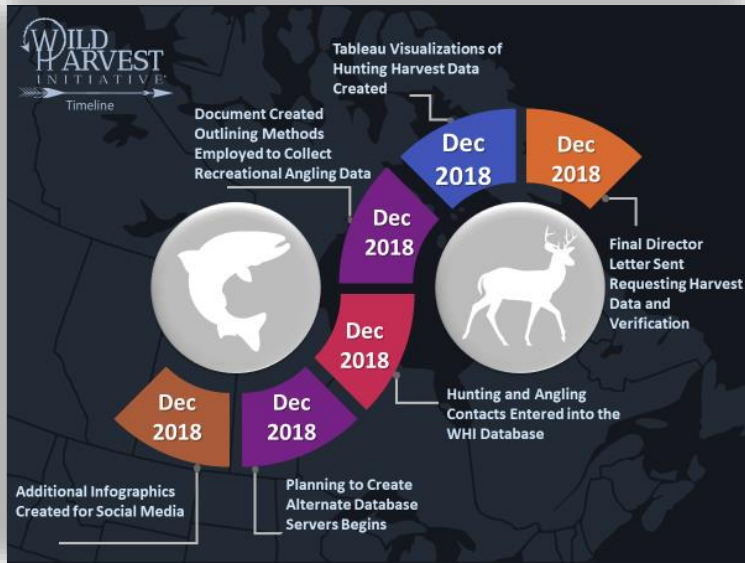 WILD
HARVEST
INITIATIVE®
Timeline
Additional Infographics
Created for Social Media
Dec
2018
Dec
2018
Planning to Create
Alternate Database
Servers Begins
Dec
2018
Hunting and Angling
Contacts Entered into the
WHI Database
Document Created
Outlining Methods
Employed to Collect
Recreational Angling Data
Dec
2018
Tableau Visualizations of
Hunting Harvest Data
Created
Dec
2018
Dec
2018
Final Director
Letter Sent
Requesting Harvest
Data and
Verification